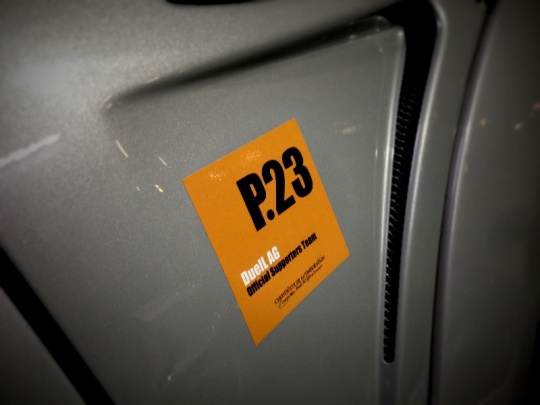 P.23
Duell AG
Official Supporters Team